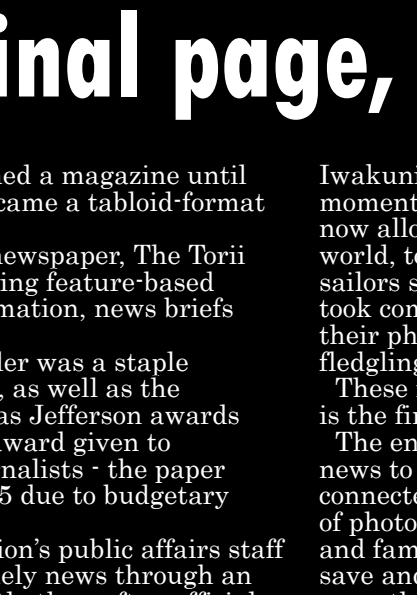 inal page,
ned a magazine until
came a tabloid-format
newspaper, The Torii
ing feature-based
mation, news briefs
ler was a staple
, as well as the
as Jefferson awards
ward given to
nalists - the paper
5 due to budgetary
ion's public affairs staff
ely news through an
Iwakuni
moment
now allo
world, t
sailors s
took con
their ph
fledgling
These
is the fi
The en
news to
connecte
of photo
and fam
save and